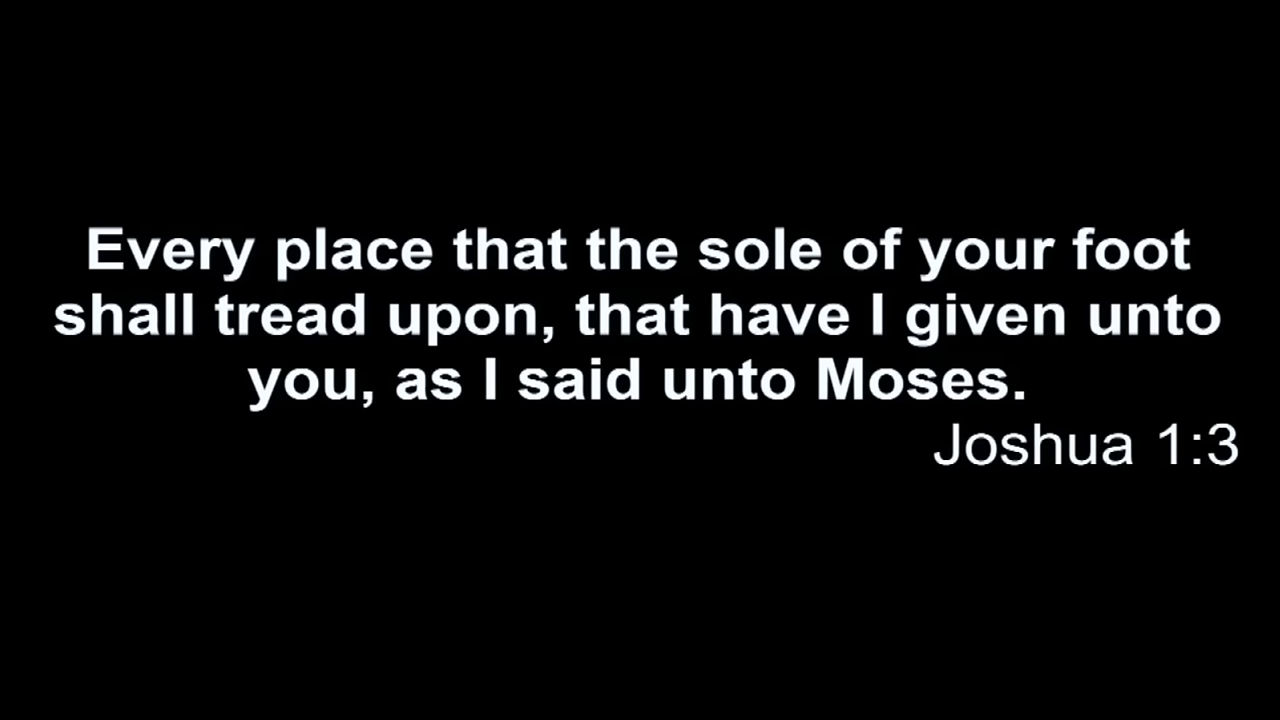 Every place that the sole of your foot
shall tread upon, that have I given unto
you, as I said unto Moses.
Joshua 1:3